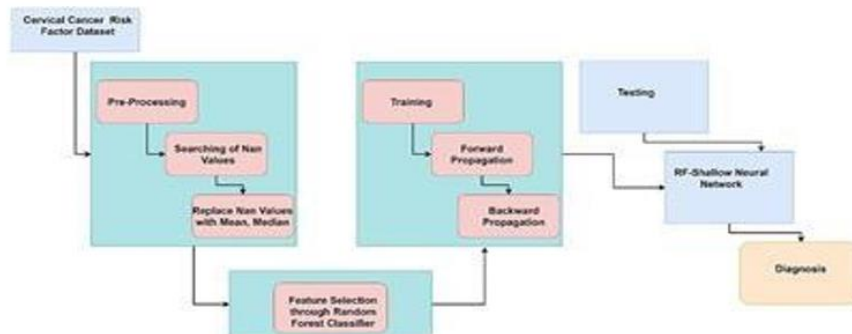 Cervical Cancer Risk
Factor Dataset
Pre-Processing
Searching of Nan
Values
Replace Nan Values
with Mean, Median
Feature Selection
through Random
Forest Classifier
Training
Forward
Propagation
Backward
Propagation
Testing
RF-Shallow Neural
Network
Diagnosis